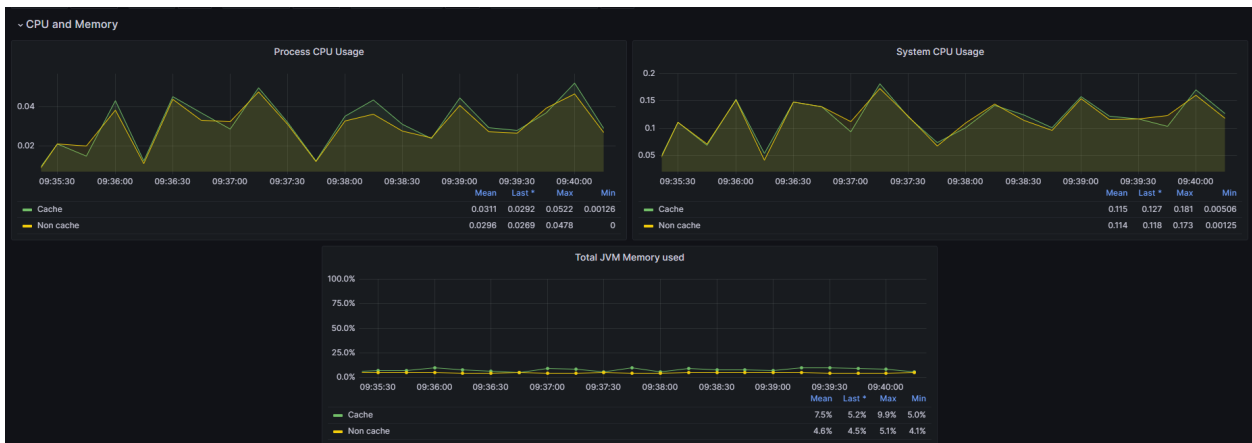 CPU and Memory
Process CPU Usage
0.04
0.02
09:35:30 09:36:00 09:36:30 09:37:00 09:37:30 09:38:00 09:38:30 09:39:00 09:39:30 09:40:00
Mean Last * Max Min
Cache 0.0311 0.0292 0.0522 0.00126
Non cache 0.0296 0.0269 0.0478 0
System CPU Usage
0.2
0.15
0.1
0.05
09:35:30 09:36:00 09:36:30 09:37:00 09:37:30 09:38:00 09:38:30 09:39:00 09:39:30 09:40:00
Mean Last * Max Min
Cache 0.115 0.127 0.181 0.00506
Non cache 0.114 0.118 0.173 0.00125
Total JVM Memory used
100.0%
75.0%
50.0%
25.0%
0.0%
09:35:30 09:36:00 09:36:30 09:37:00 09:37:30 09:38:00 09:38:30 09:39:00 09:39:30 09:40:00
Mean Last * Max Min
Cache 7.5% 5.2% 9.9% 5.0%
Non cache 4.6% 4.5% 5.1% 4.1%